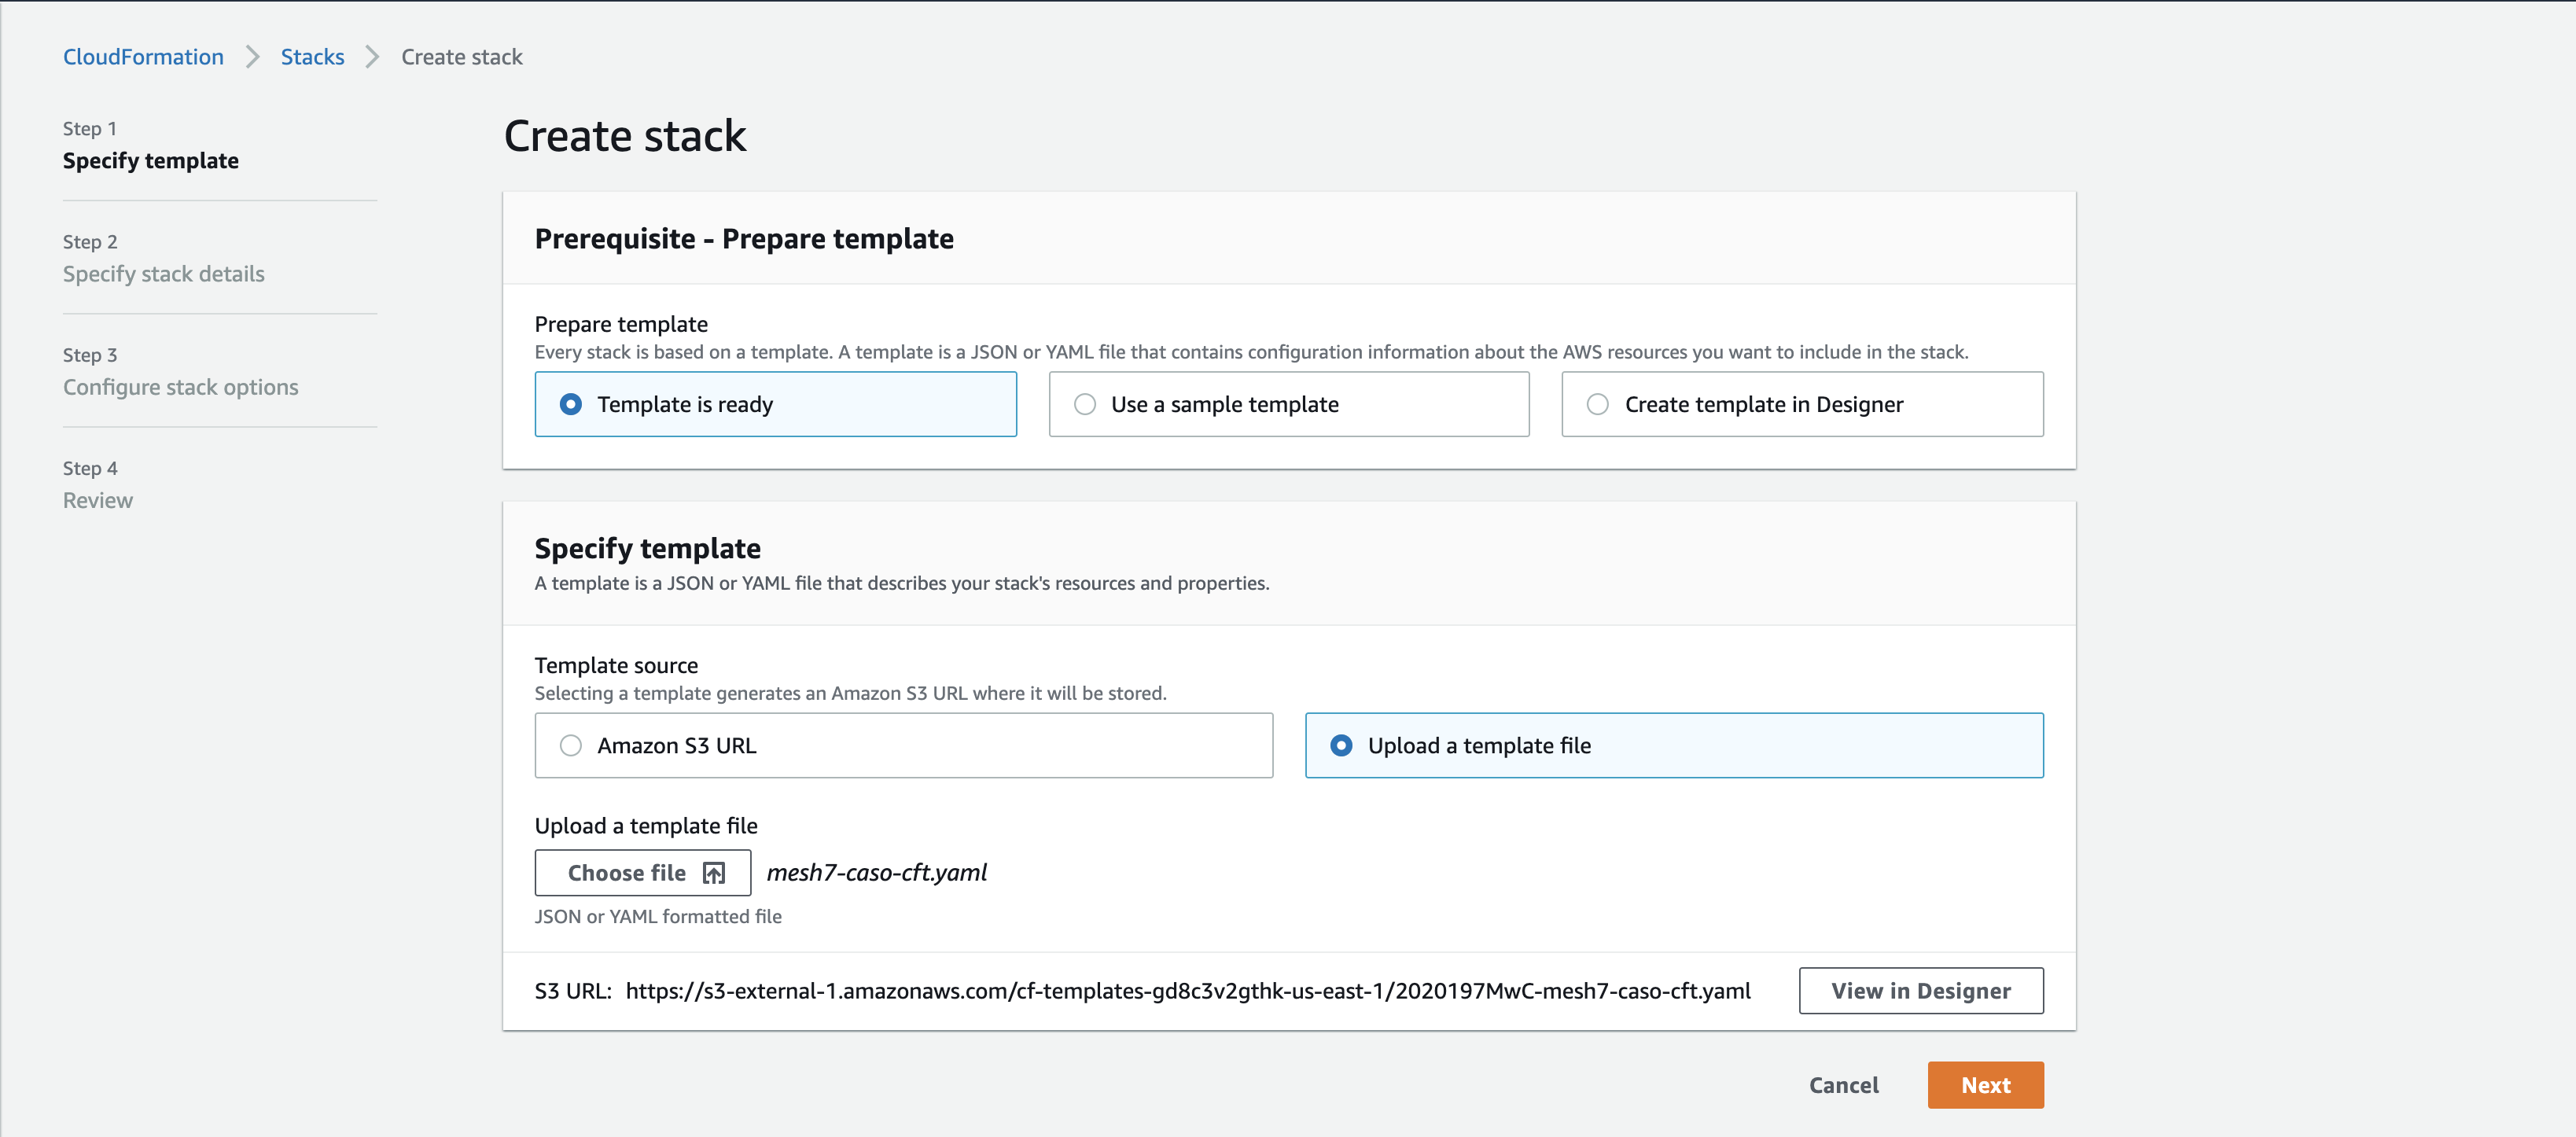 CloudFormation Stacks Create stack
Step 1
Specify template
Step 2
Specify stack details
Step 3
Configure stack options
Step 4
Review
Create stack
Prerequisite - Prepare template
Prepare template
Every stack is based on a template. A template is a JSON or YAML file that contains configuration information about the AWS resources you want to include in the stack.
Template is ready
Use a sample template
Create template in Designer
Specify template
A template is a JSON or YAML file that describes your stack's resources and properties.
Template source
Selecting a template generates an Amazon S3 URL where it will be stored.
Amazon S3 URL
Upload a template file
Upload a template file
Choose file mesh7-caso-cft.yaml
JSON or YAML formatted file
S3 URL: https://s3-external-1.amazonaws.com/cf-templates-gd8c3v2gthk-us-east-1/2020197MwC-mesh7-caso-cft.yaml
View in Designer
Cancel
Next